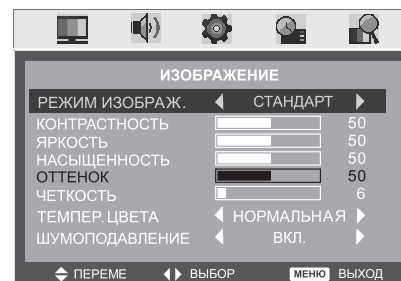 ИЗОБРАЖЕНИЕ
РЕЖИМ ИЗОБРАЖ. СТАНДАРТ
КОНТРАСТНОСТЬ 50
ЯРКОСТЬ 50
НАСЫЩЕННОСТЬ 50
ОТТЕНОК 50
ЧЕТКОСТЬ 6
ТЕМПЕР. ЦВЕТА НОРМАЛЬНАЯ
ШУМОПОДАВЛЕНИЕ ВКЛ.
ПЕРЕМЕ ВЫБОР МЕНЮ ВЫХОД